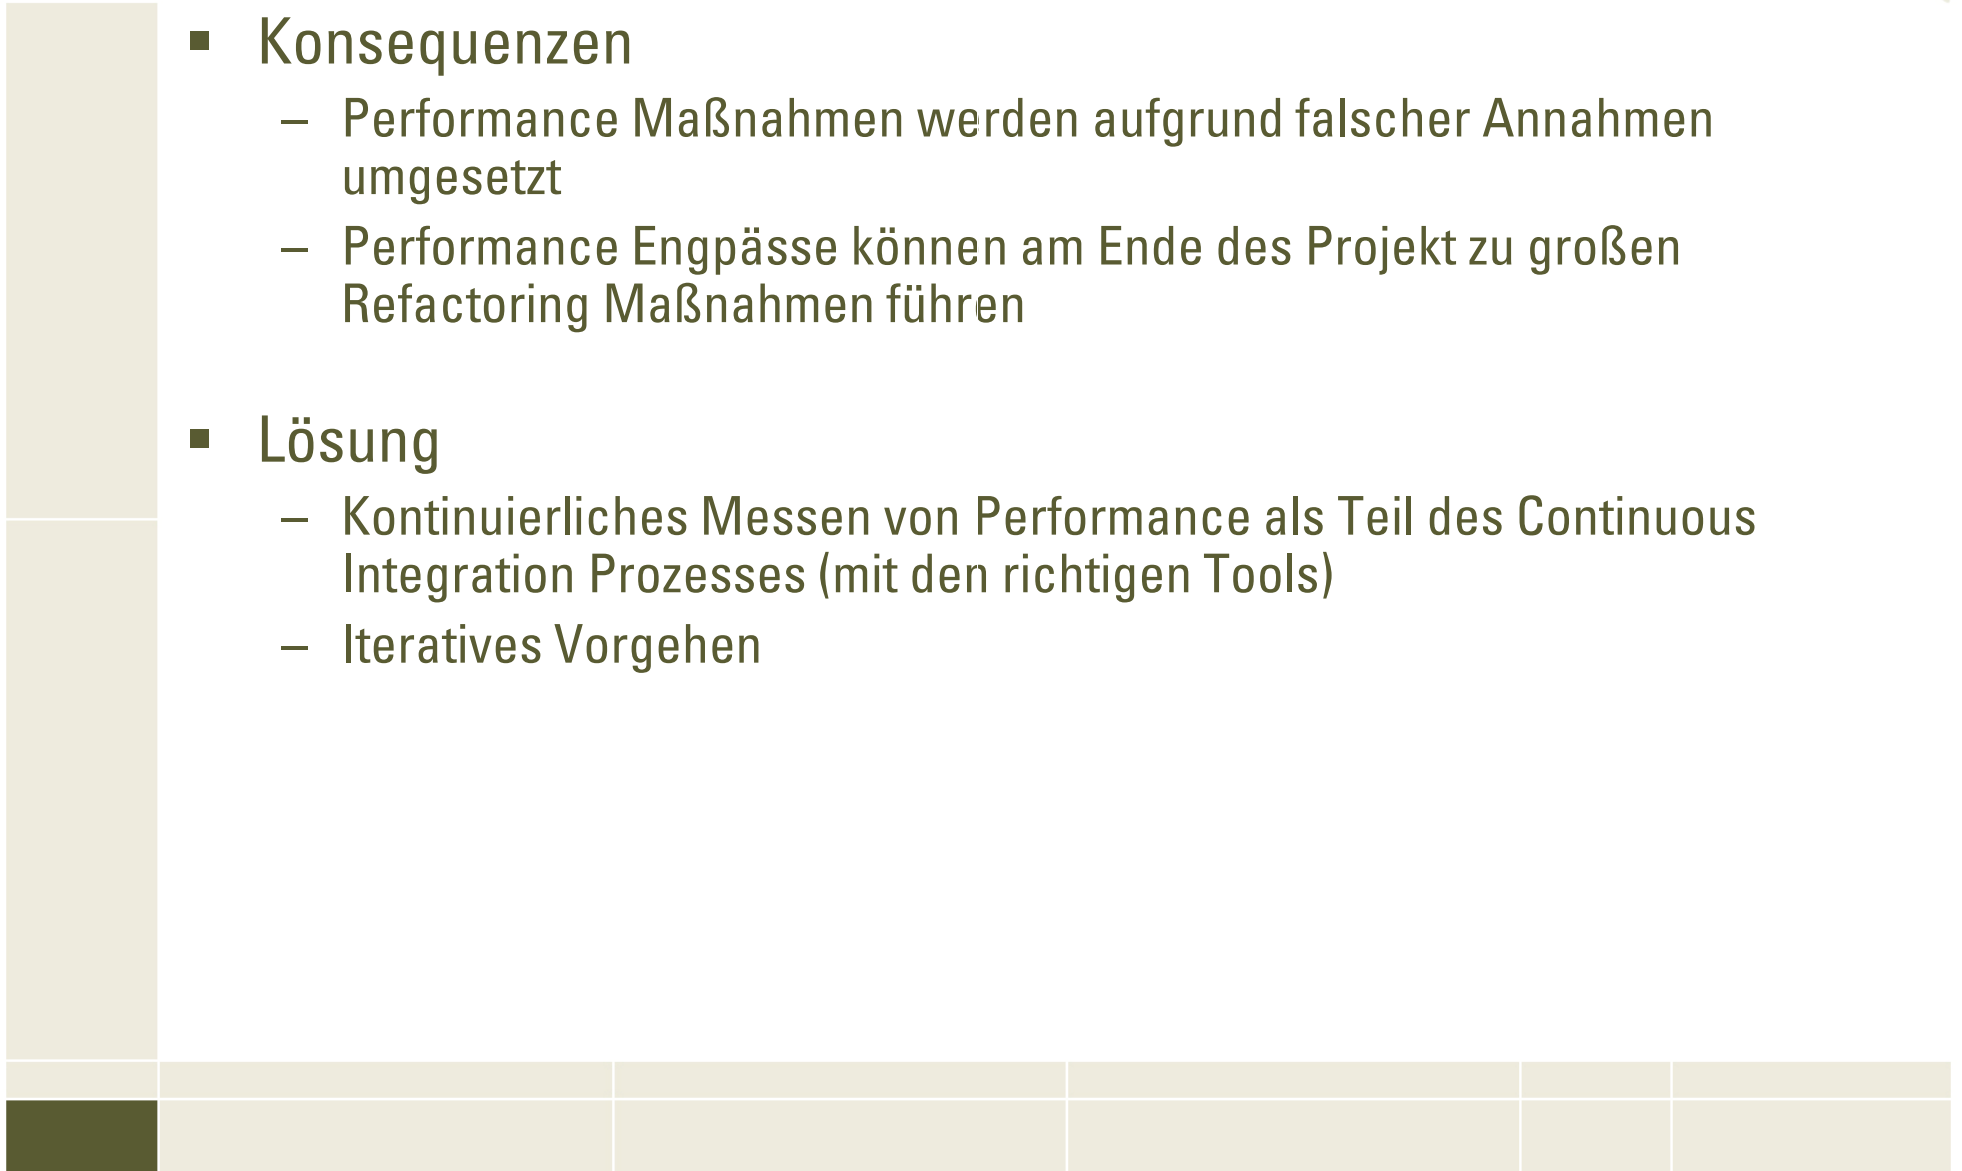 ▪ Konsequenzen
– Performance Maßnahmen werden aufgrund falscher Annahmen
umgesetzt
– Performance Engpässe können am Ende des Projekt zu großen
Refactoring Maßnahmen führen
▪ Lösung
– Kontinuierliches Messen von Performance als Teil des Continuous
Integration Prozesses (mit den richtigen Tools)
– Iteratives Vorgehen